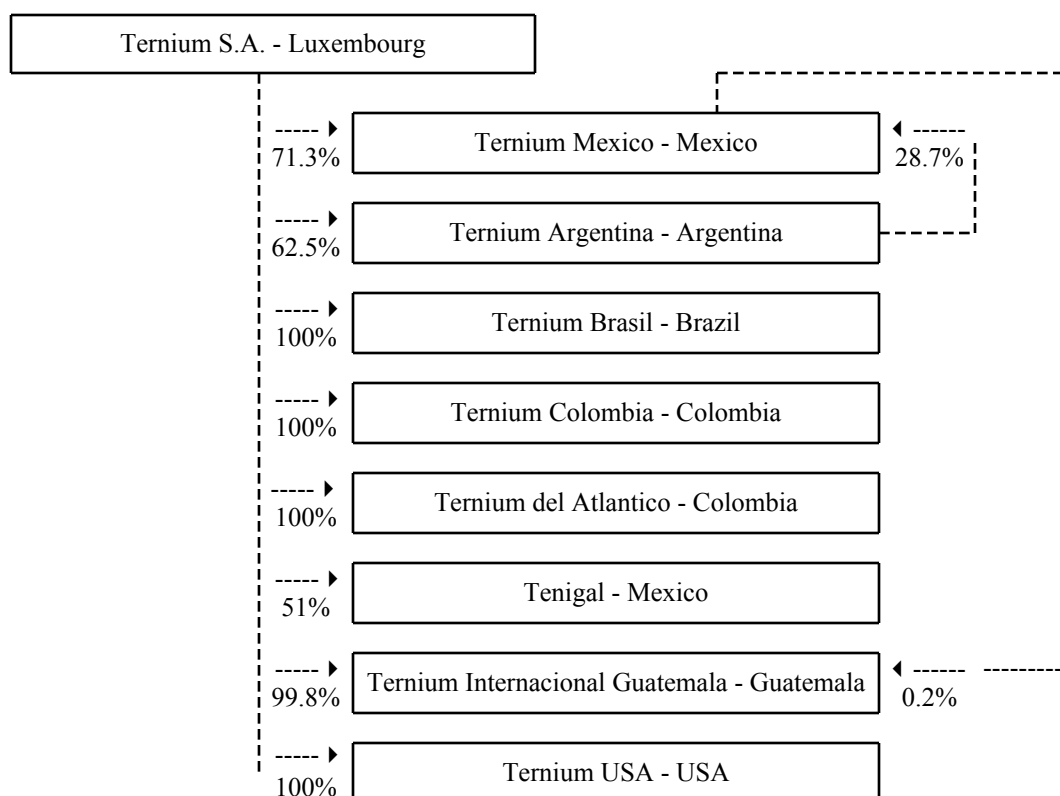 Ternium S.A. - Luxembourg
Ternium Mexico - Mexico
71.3%
28.7%
Ternium Argentina - Argentina
62.5%
Ternium Brasil - Brazil
100%
Ternium Colombia - Colombia
100%
Ternium del Atlantico - Colombia
100%
Tenigal - Mexico
51%
Ternium Internacional Guatemala - Guatemala
99.8%
0.2%
Ternium USA - USA
100%